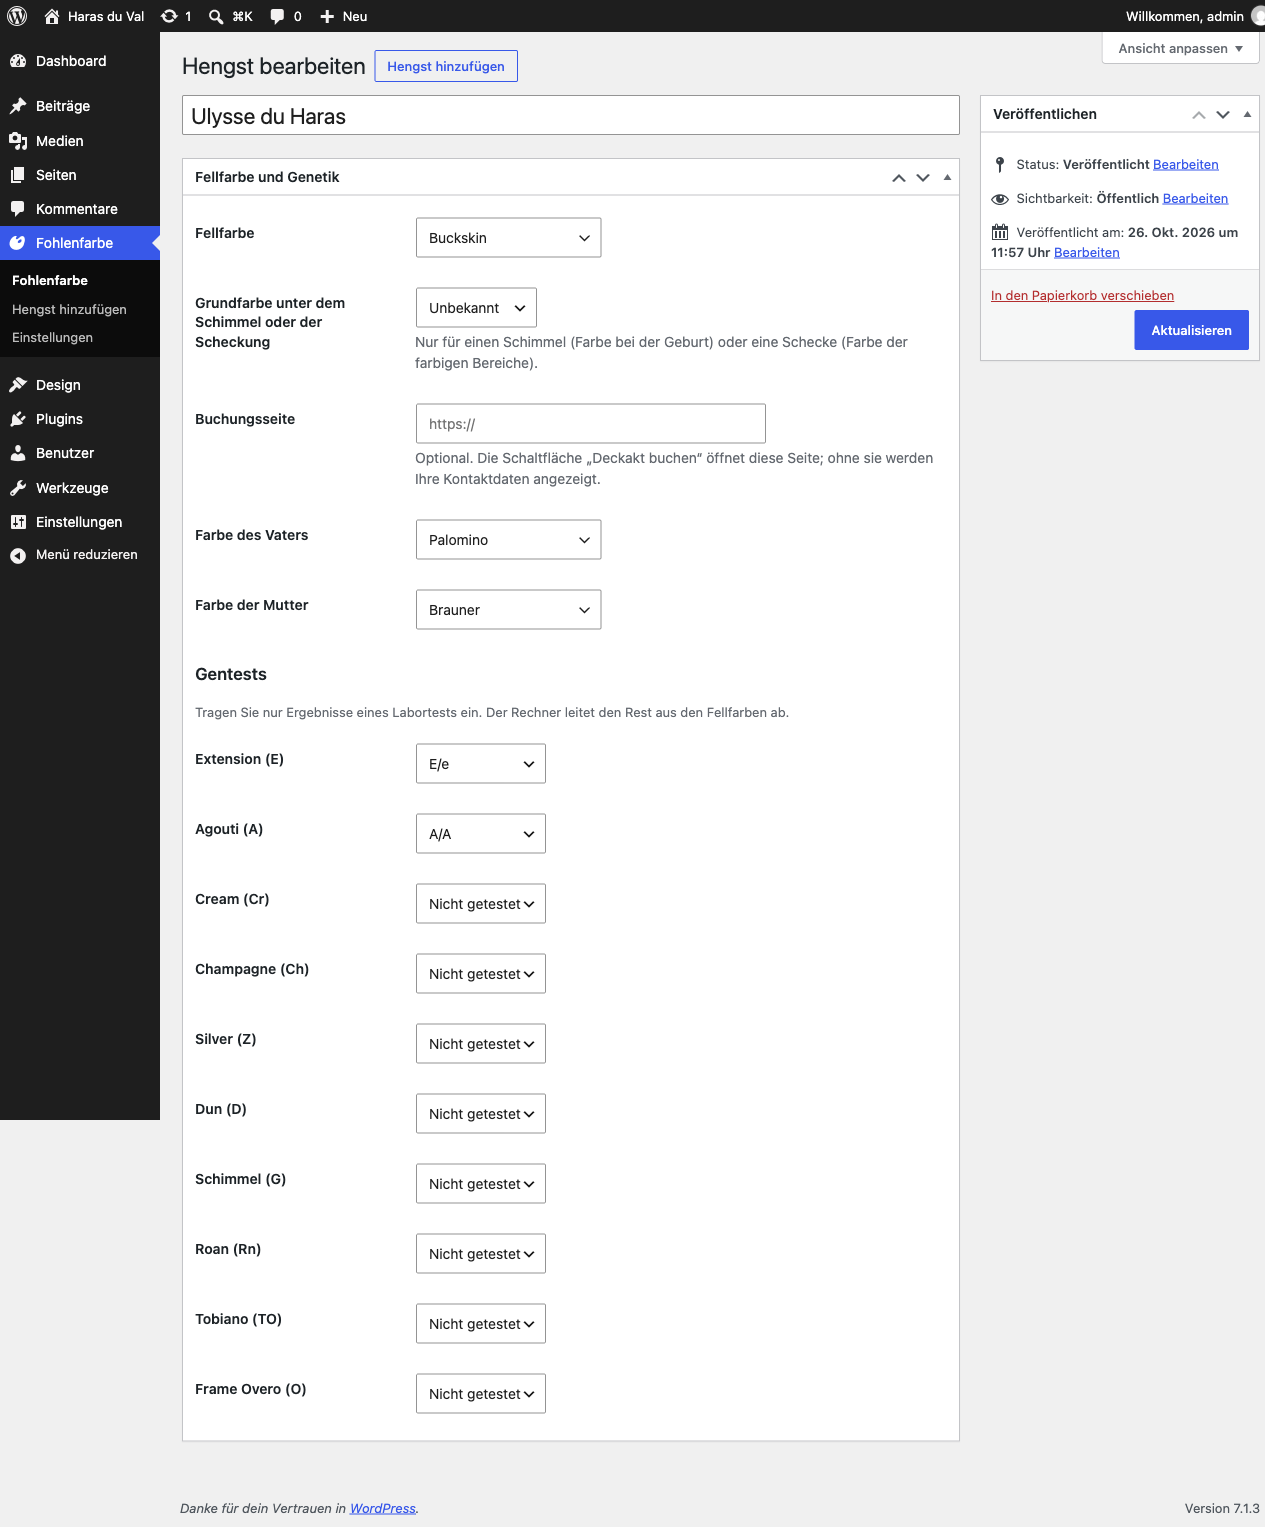 Haras du Val
1
⌘K
0
Neu
Willkommen, admin
Dashboard
Beiträge
Medien
Seiten
Kommentare
Fohlenfarbe
Fohlenfarbe
Hengst hinzufügen
Einstellungen
Design
Plugins
Benutzer
Werkzeuge
Einstellungen
Menü reduzieren
Ansicht anpassen
Hengst bearbeiten
Hengst hinzufügen
Ulysse du Haras
Fellfarbe und Genetik
Fellfarbe
Buckskin
Grundfarbe unter dem
Schimmel oder der
Scheckung
Unbekannt
Nur für einen Schimmel (Farbe bei der Geburt) oder eine Schecke (Farbe der
farbigen Bereiche).
Buchungsseite
https://
Optional. Die Schaltfläche „Deckakt buchen“ öffnet diese Seite; ohne sie werden
Ihre Kontaktdaten angezeigt.
Farbe des Vaters
Palomino
Farbe der Mutter
Brauner
Gentests
Tragen Sie nur Ergebnisse eines Labortests ein. Der Rechner leitet den Rest aus den Fellfarben ab.
Extension (E)
E/e
Agouti (A)
A/A
Cream (Cr)
Nicht getestet
Champagne (Ch)
Nicht getestet
Silver (Z)
Nicht getestet
Dun (D)
Nicht getestet
Schimmel (G)
Nicht getestet
Roan (Rn)
Nicht getestet
Tobiano (TO)
Nicht getestet
Frame Overo (O)
Nicht getestet
Veröffentlichen
Status: Veröffentlicht Bearbeiten
Sichtbarkeit: Öffentlich Bearbeiten
Veröffentlicht am: 26. Okt. 2026 um
11:57 Uhr Bearbeiten
In den Papierkorb verschieben
Aktualisieren
Danke für dein Vertrauen in WordPress.
Version 7.1.3